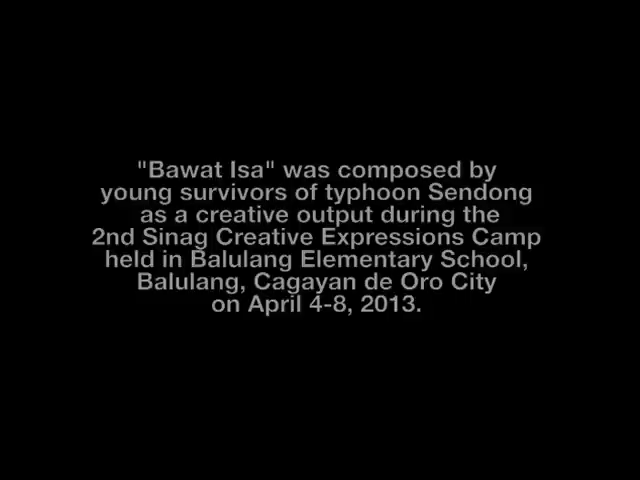 "Bawat Isa" was composed by
young survivors of typhoon Sendong
as a creative output during the
2nd Sinag Creative Expressions Camp
held in Balulang Elementary School,
Balulang, Cagayan de Oro City
on April 4-8, 2013.